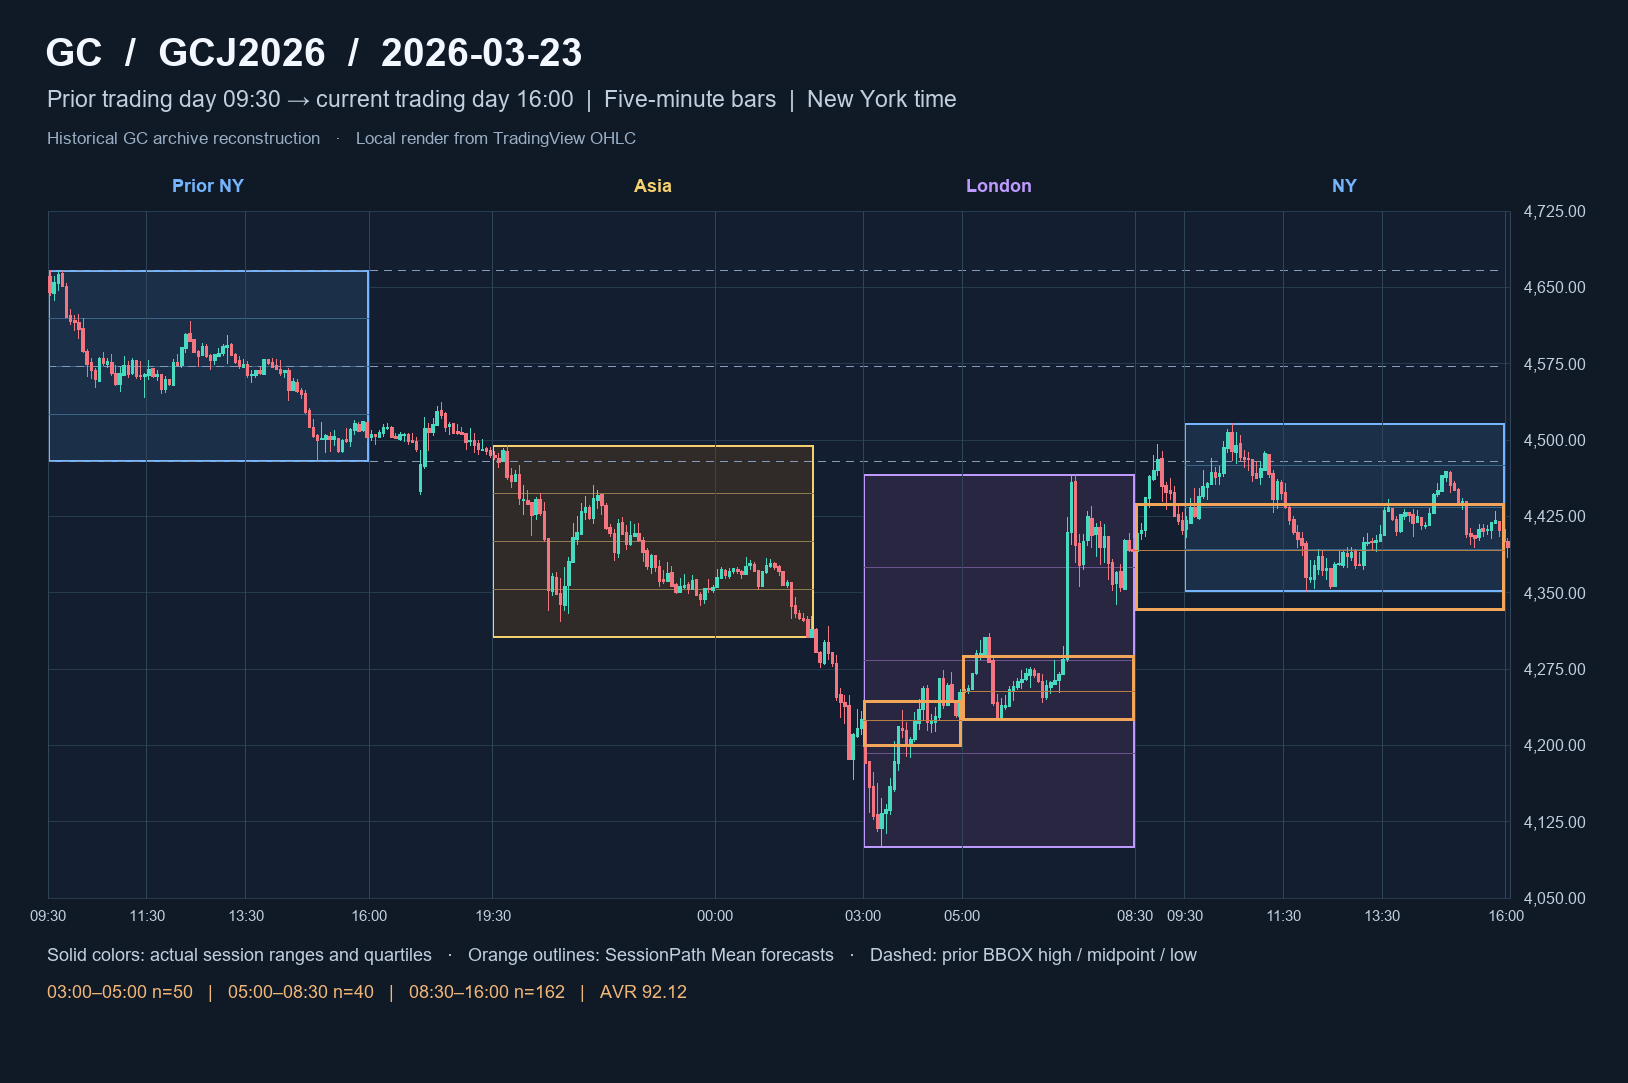 GC / GCJ2026 / 2026-03-23
Prior trading day 09:30 → current trading day 16:00 | Five-minute bars | New York time
Historical GC archive reconstruction · Local render from TradingView OHLC
Prior NY Asia London NY
4,725.00
4,650.00
4,575.00
4,500.00
4,425.00
4,350.00
4,275.00
4,200.00
4,125.00
4,050.00
09:30 11:30 13:30 16:00 19:30 00:00 03:00 05:00 08:30 09:30 11:30 13:30 16:00
Solid colors: actual session ranges and quartiles · Orange outlines: SessionPath Mean forecasts · Dashed: prior BBOX high / midpoint / low
03:00–05:00 n=50 | 05:00–08:30 n=40 | 08:30–16:00 n=162 | AVR 92.12